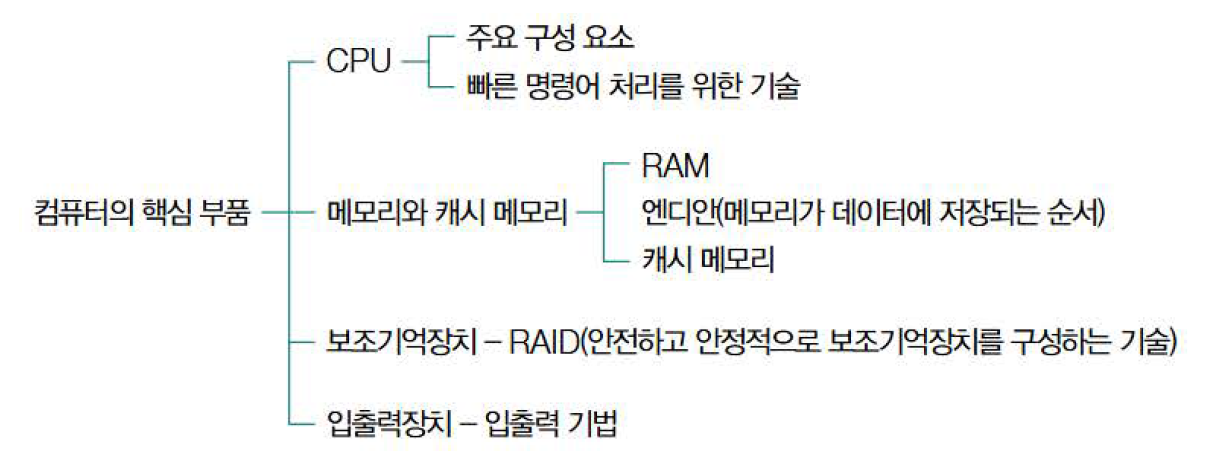 주요 구성 요소
CPU
빠른 명령어 처리를 위한 기술
RAM
컴퓨터의 핵심 부품
메모리와 캐시 메모리
엔디안(메모리가 데이터에 저장되는 순서)
캐시 메모리
보조기억장치 – RAID(안전하고 안정적으로 보조기억장치를 구성하는 기술)
입출력장치 – 입출력 기법